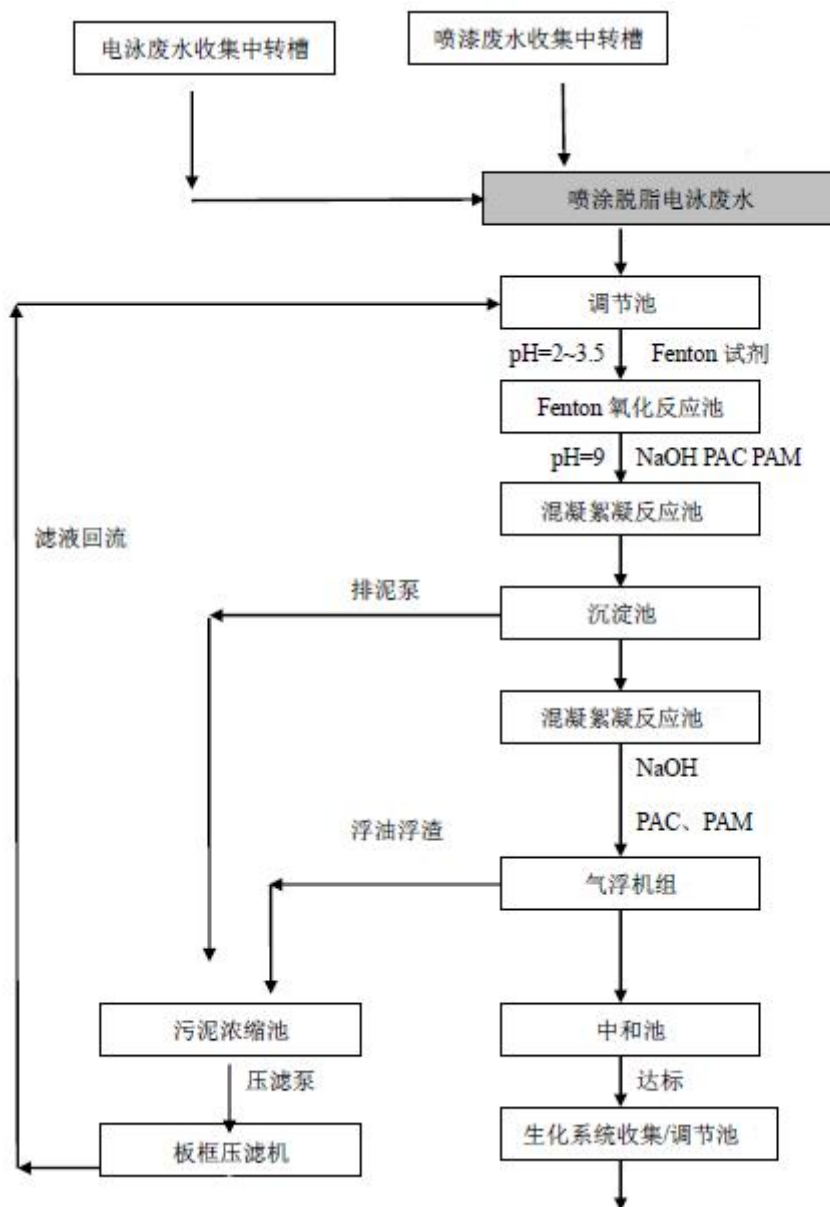 电泳废水收集中转槽
喷漆废水收集中转槽
喷涂脱脂电泳废水
调节池
pH=2~3.5 Fenton 试剂
Fenton 氧化反应池
pH=9 NaOH PAC PAM
混凝絮凝反应池
滤液回流
排泥泵
沉淀池
混凝絮凝反应池
NaOH
浮油浮渣
PAC、PAM
气浮机组
污泥浓缩池
中和池
压滤泵
达标
板框压滤机
生化系统收集/调节池